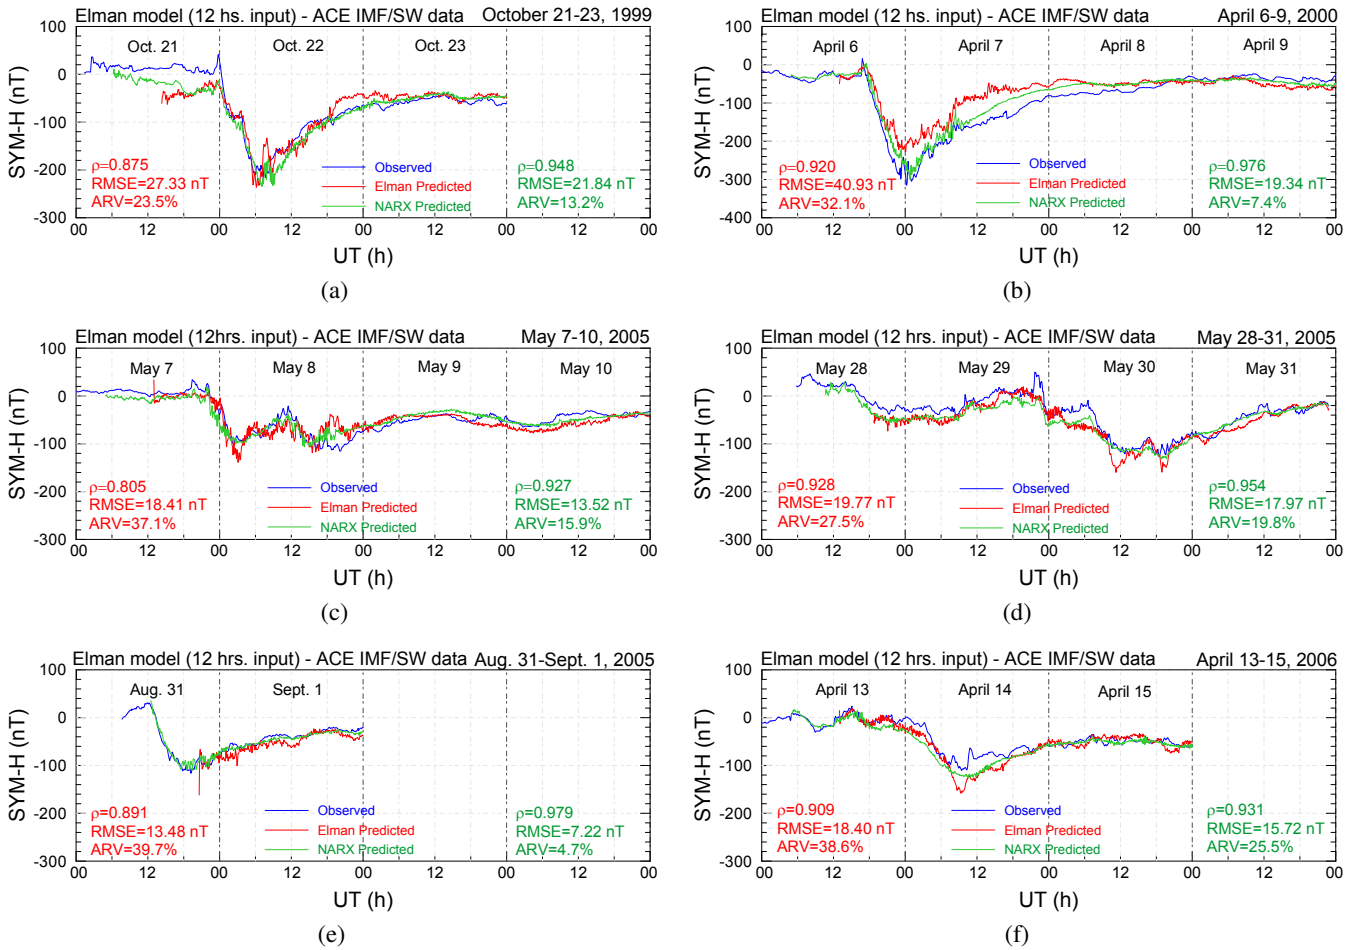 Elman model (12 hs. input) - ACE IMF/SW data October 21-23, 1999
100
0
-100
-200
-300
SYM-H (nT)
Oct. 21 Oct. 22 Oct. 23
ρ=0.875
RMSE=27.33 nT
ARV=23.5%
Observed
Elman Predicted
NARX Predicted
ρ=0.948
RMSE=21.84 nT
ARV=13.2%
00 12 00 12 00 12 00 12 00
UT (h)
(a)
Elman model (12 hs. input) - ACE IMF/SW data April 6-9, 2000
100
0
-100
-200
-300
-400
SYM-H (nT)
April 6 April 7 April 8 April 9
ρ=0.920
RMSE=40.93 nT
ARV=32.1%
Observed
Elman Predicted
NARX Predicted
ρ=0.976
RMSE=19.34 nT
ARV=7.4%
00 12 00 12 00 12 00 12 00
UT (h)
(b)
Elman model (12hrs. input) - ACE IMF/SW data May 7-10, 2005
100
0
-100
-200
-300
SYM-H (nT)
May 7 May 8 May 9 May 10
ρ=0.805
RMSE=18.41 nT
ARV=37.1%
Observed
Elman Predicted
NARX Predicted
ρ=0.927
RMSE=13.52 nT
ARV=15.9%
00 12 00 12 00 12 00 12 00
UT (h)
(c)
Elman model (12 hrs. input) - ACE IMF/SW data May 28-31, 2005
100
0
-100
-200
-300
SYM-H (nT)
May 28 May 29 May 30 May 31
ρ=0.928
RMSE=19.77 nT
ARV=27.5%
Observed
Elman Predicted
NARX Predicted
ρ=0.954
RMSE=17.97 nT
ARV=19.8%
00 12 00 12 00 12 00 12 00
UT (h)
(d)
Elman model (12 hrs. input) - ACE IMF/SW data Aug. 31-Sept. 1, 2005
100
0
-100
-200
-300
SYM-H (nT)
Aug. 31 Sept. 1
ρ=0.891
RMSE=13.48 nT
ARV=39.7%
Observed
Elman Predicted
NARX Predicted
ρ=0.979
RMSE=7.22 nT
ARV=4.7%
00 12 00 12 00 12 00 12 00
UT (h)
(e)
Elman model (12 hrs. input) - ACE IMF/SW data April 13-15, 2006
100
0
-100
-200
-300
SYM-H (nT)
April 13 April 14 April 15
ρ=0.909
RMSE=18.40 nT
ARV=38.6%
Observed
Elman Predicted
NARX Predicted
ρ=0.931
RMSE=15.72 nT
ARV=25.5%
00 12 00 12 00 12 00 12 00
UT (h)
(f)